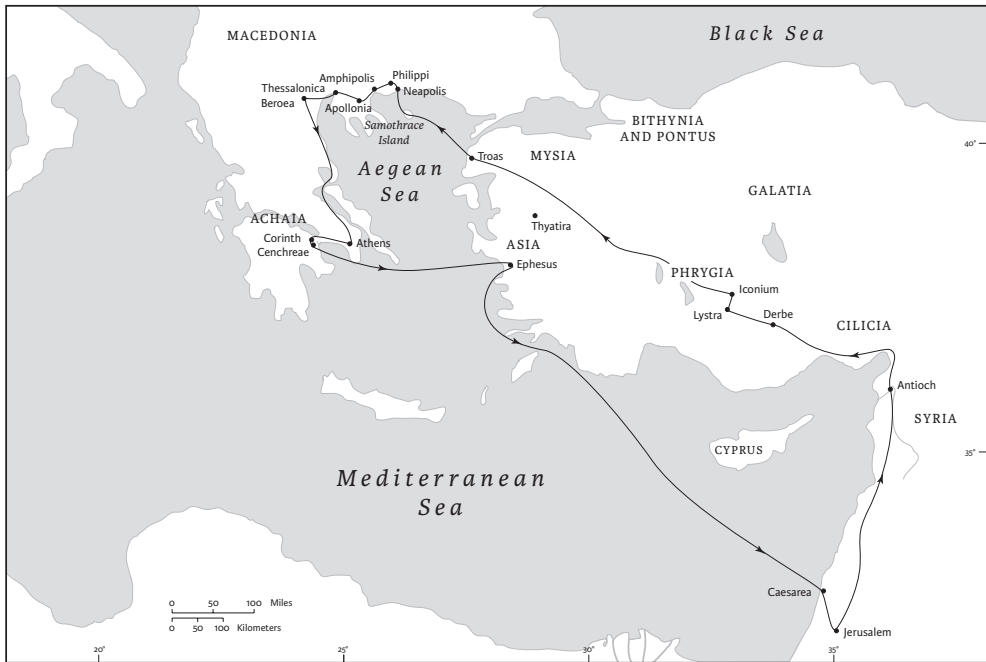 Black Sea
MACEDONIA
Philippi
Amphipolis
Thessalonica
Neapolis
Beroea
Apollonia
Samothrace
Island
BITHYNIA
AND PONTUS
40°
Troas
MYSIA
Aegean
Sea
GALATIA
ACHAIA
Thyatira
Corinth
Athens
ASIA
Cenchreae
Ephesus
PHRYGIA
Iconium
Lystra
Derbe
CILICIA
Antioch
SYRIA
CYPRUS
35°
Mediterranean
Sea
Caesarea
0 50 100 Miles
0 50 100 Kilometers
Jerusalem
20° 25° 30° 35°